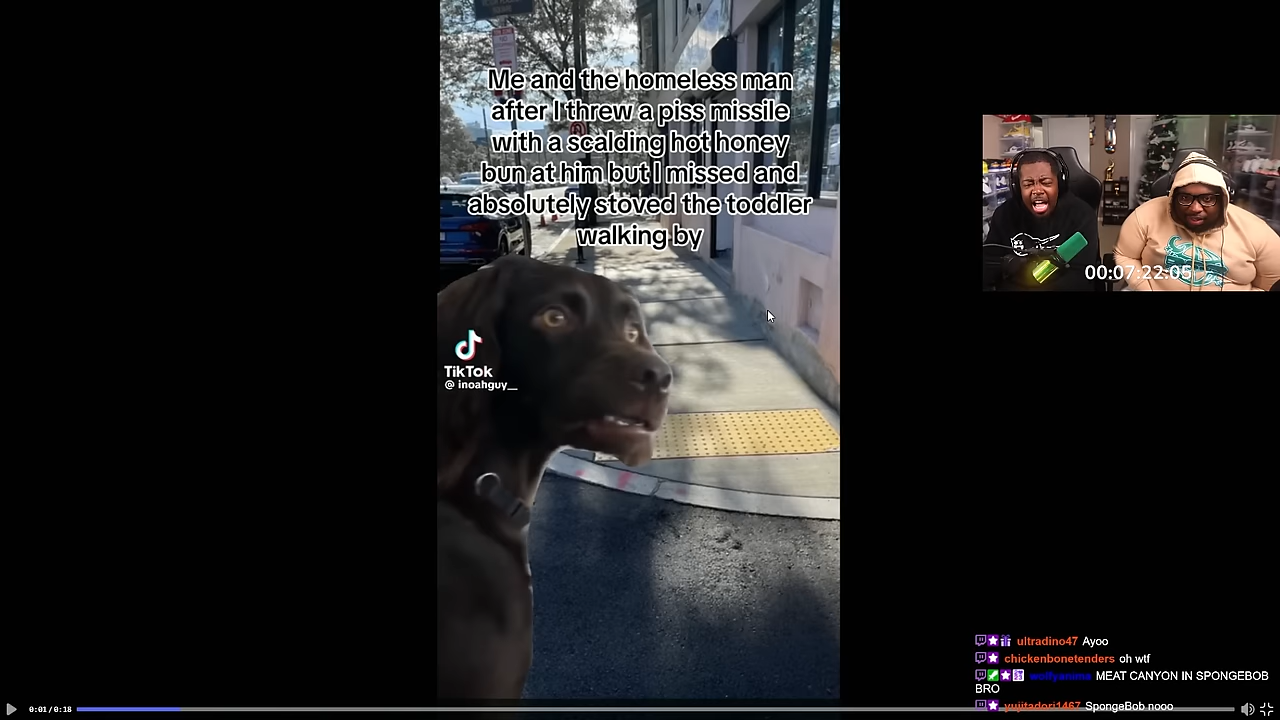 Me and the homeless man
after I threw a piss missile
with a scalding hot honey
bun at him but I missed and
absolutely stoved the toddler
walking by
TikTok
@ inoahguy__
00:07:22.05
ultradino47 Ayoo
chickenbonetenders oh wtf
wolfyanima MEAT CANYON IN SPONGEBOB
BRO
yujitadori1467 SpongeBob nooo
0:01 / 0:18